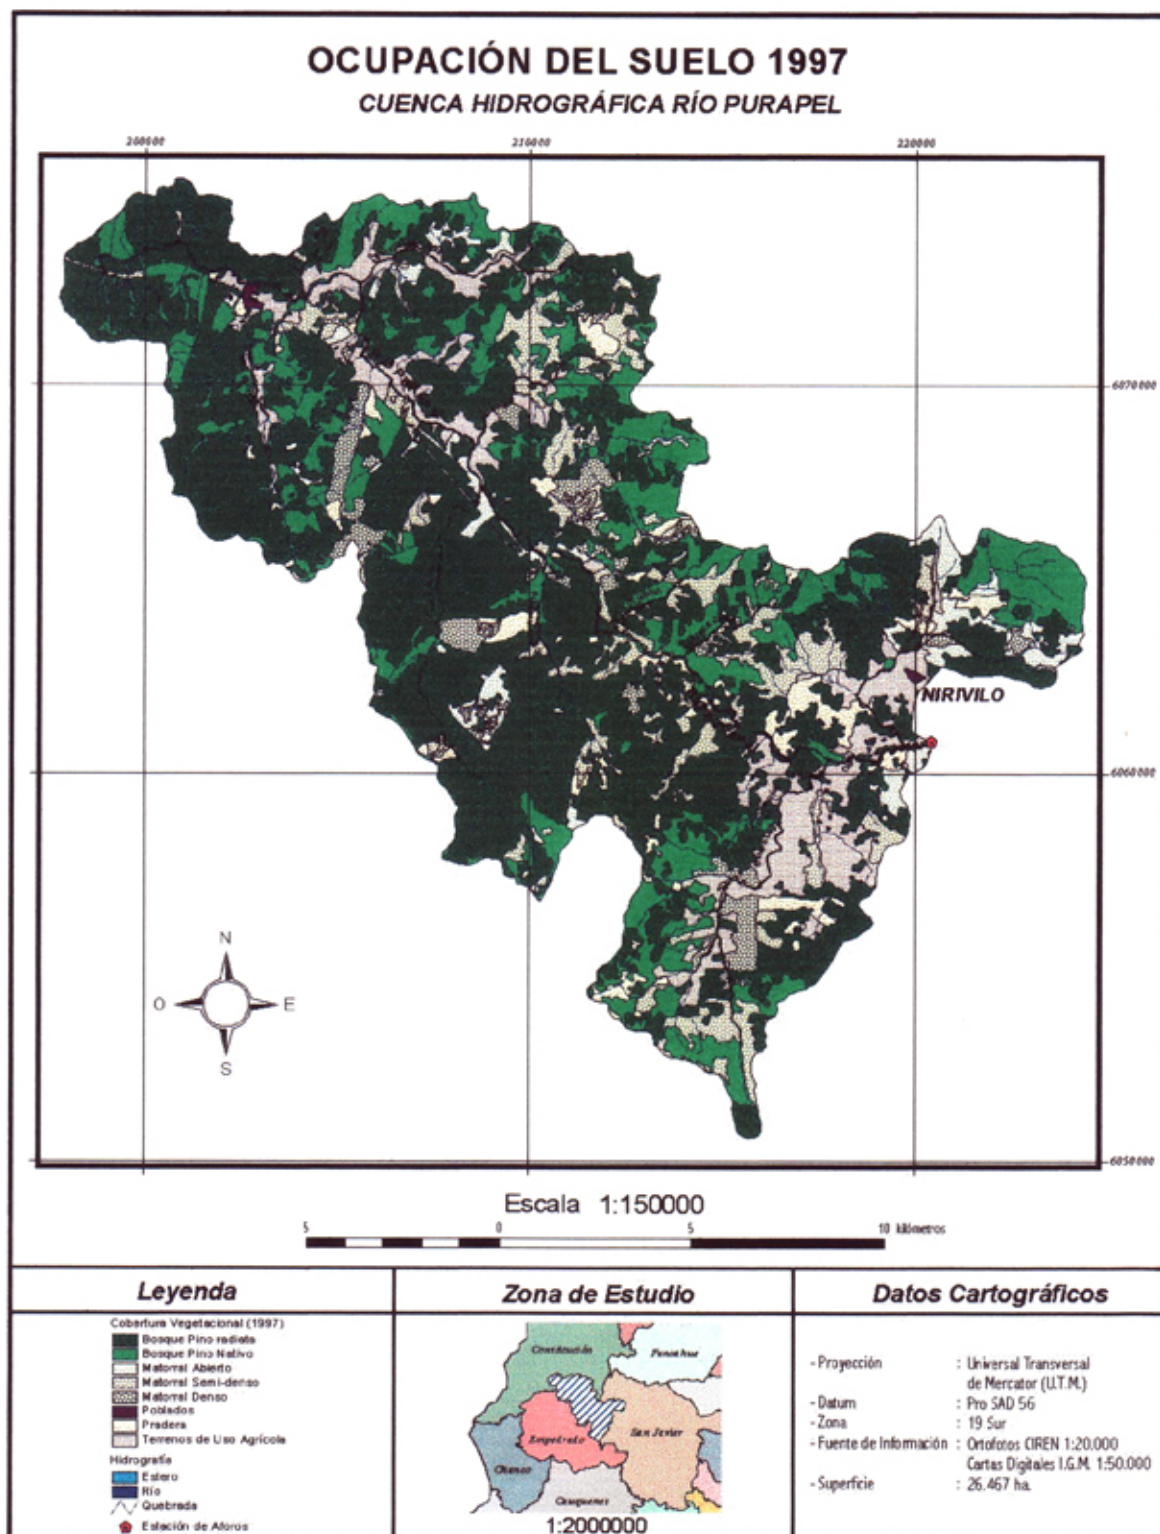 OCUPACIÓN DEL SUELO 1997
CUENCA HIDROGRÁFICA RÍO PURAPEL
200000 210000 220000
6070000
NIRIVILO
6060000
N
O E
S
6050000
Escala 1:150000
5 0 5 10 kilómetros
Leyenda
Cobertura Vegetacional (1997)
Bosque Pino radiata
Bosque Pino Nativo
Matorral Abierto
Matorral Semi-denso
Matorral Denso
Poblados
Pradera
Terrenos de Uso Agrícola
Hidrografía
Estero
Río
Quebrada
Estación de Aforos
Zona de Estudio
Constitución
Penciahue
San Javier
Empedrado
Chanco
Cauquenes
1:2000000
Datos Cartográficos
- Proyección : Universal Transversal
de Mercator (U.T.M.)
- Datum : Pro SAD 56
- Zona : 19 Sur
- Fuente de Información : Ortofotos CIREN 1:20.000
Cartas Digitales I.G.M. 1:50.000
- Superficie : 26.467 ha.